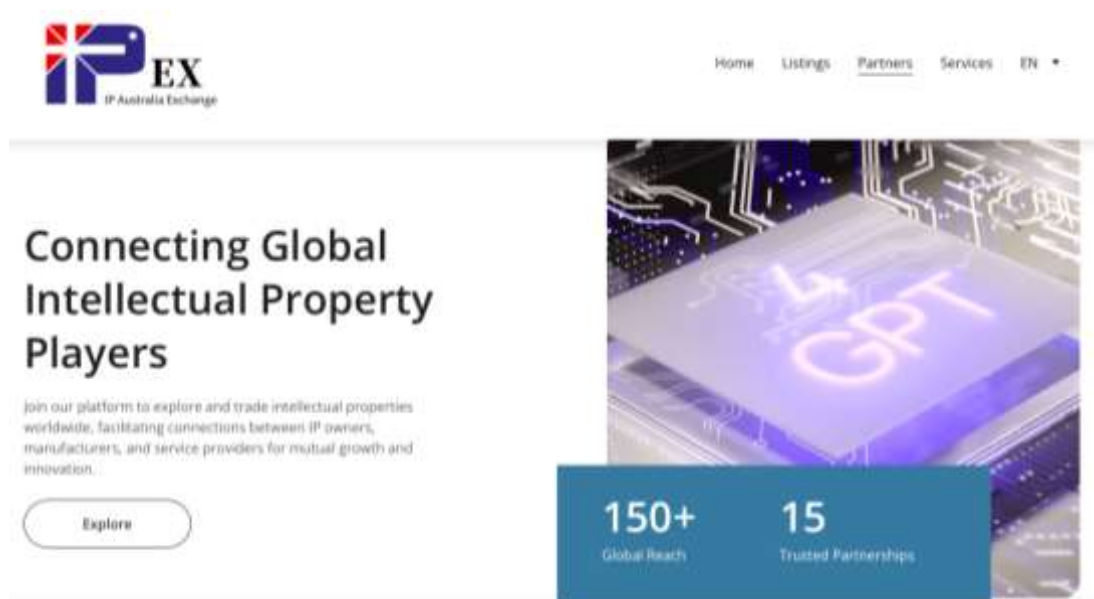 IP EX
IP Australia Exchange
Home Listings Partners Services EN
Connecting Global
Intellectual Property
Players
Join our platform to explore and trade intellectual properties
worldwide, facilitating connections between IP owners,
manufacturers, and service providers for mutual growth and
innovation.
Explore
4
GPT
150+ 15
Global Reach Trusted Partnerships